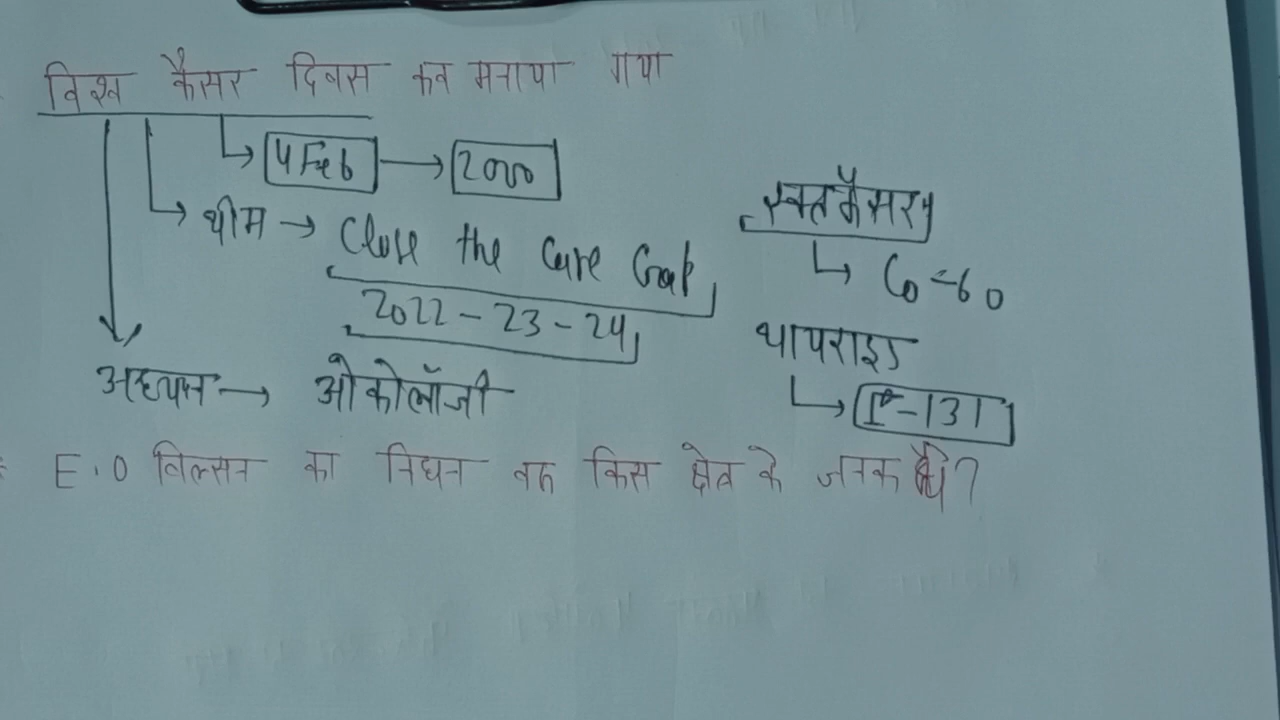 विश्व कैसर दिवस कब मनाया गया
4 Feb → 2000
थीम → Close the Care Gap
2022 - 23 - 24
अध्ययन → ओकोलॉजी
रक्त कैसर
Co-60
थायराइड
I-131
E.O विल्सन का निधन वह किस क्षेत्र के जनक थे?